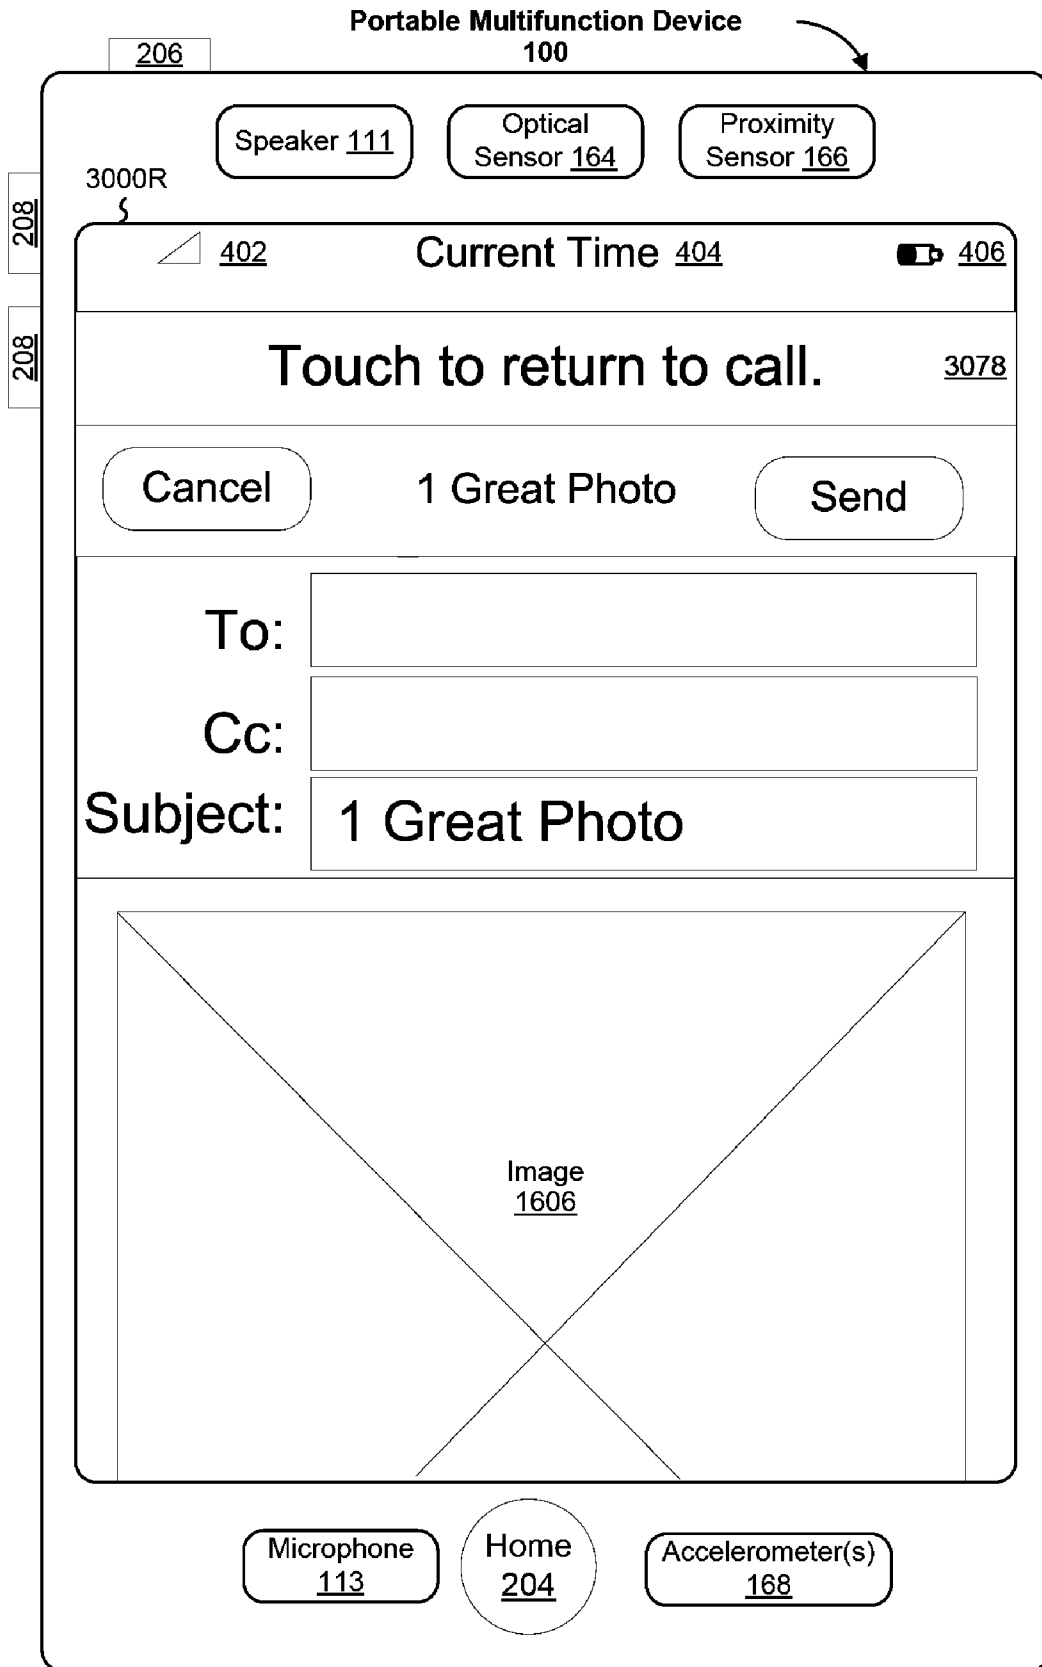 Portable Multifunction Device
100
206
Speaker 111
Optical
Sensor 164
Proximity
Sensor 166
3000R
208
208
402
Current Time 404
406
Touch to return to call.
3078
Cancel
1 Great Photo
Send
To:
Cc:
Subject:
1 Great Photo
Image
1606
Microphone
113
Home
204
Accelerometer(s)
168